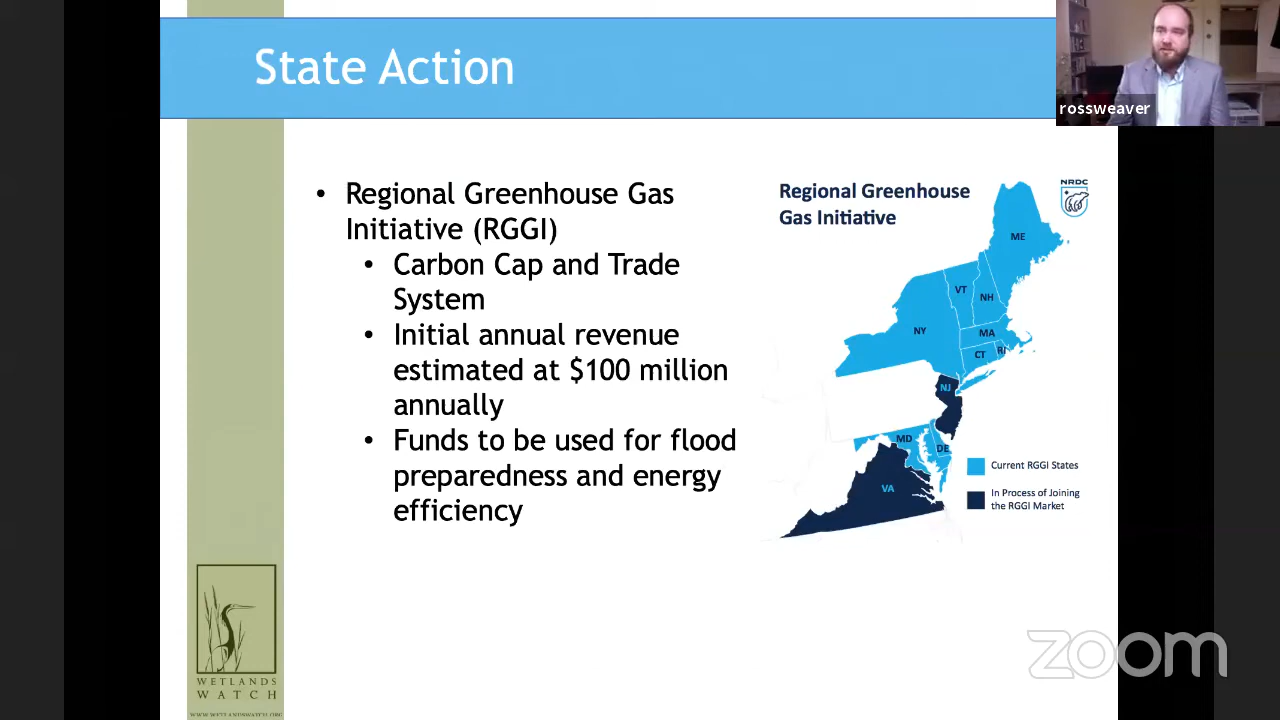 State Action
rossweaver
• Regional Greenhouse Gas
Initiative (RGGI)
• Carbon Cap and Trade
System
• Initial annual revenue
estimated at $100 million
annually
• Funds to be used for flood
preparedness and energy
efficiency
Regional Greenhouse
Gas Initiative
NRDC
ME
VT
NH
NY
MA
CT
RI
NJ
MD
DE
VA
Current RGGI States
In Process of Joining
the RGGI Market
WETLANDS
WATCH
WWW.WETLANDSWATCH.ORG
zoom